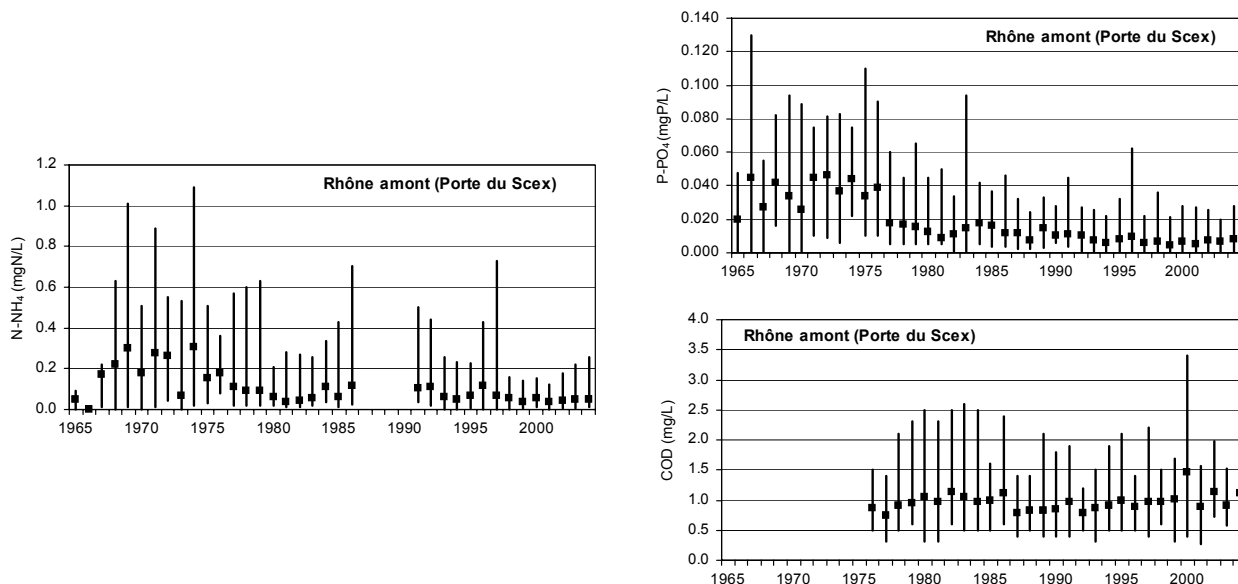 Rhône amont (Porte du Scex)
N-NH₄ (mgN/L)
1.2
1.0
0.8
0.6
0.4
0.2
0.0
1965 1970 1975 1980 1985 1990 1995 2000
Rhône amont (Porte du Scex)
P-PO₄ (mgP/L)
0.140
0.120
0.100
0.080
0.060
0.040
0.020
0.000
1965 1970 1975 1980 1985 1990 1995 2000
Rhône amont (Porte du Scex)
COD (mg/L)
4.0
3.5
3.0
2.5
2.0
1.5
1.0
0.5
0.0
1965 1970 1975 1980 1985 1990 1995 2000